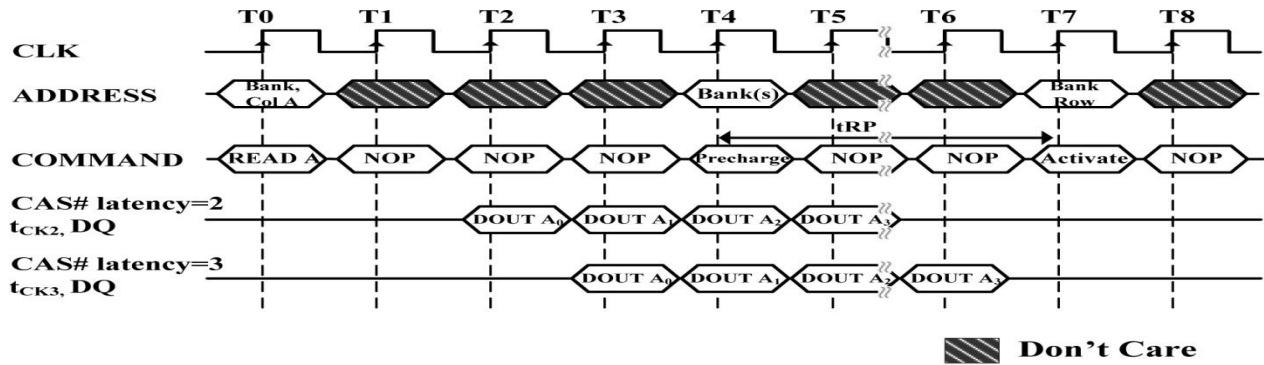 T0 T1 T2 T3 T4 T5 T6 T7 T8
CLK
ADDRESS
Bank,
Col A
Bank(s)
Bank
Row
tRP
COMMAND READ A NOP NOP NOP Precharge NOP NOP Activate NOP
CAS# latency=2
tCK2, DQ
DOUT A0 DOUT A1 DOUT A2 DOUT A3
CAS# latency=3
tCK3, DQ
DOUT A0 DOUT A1 DOUT A2 DOUT A3
Don't Care